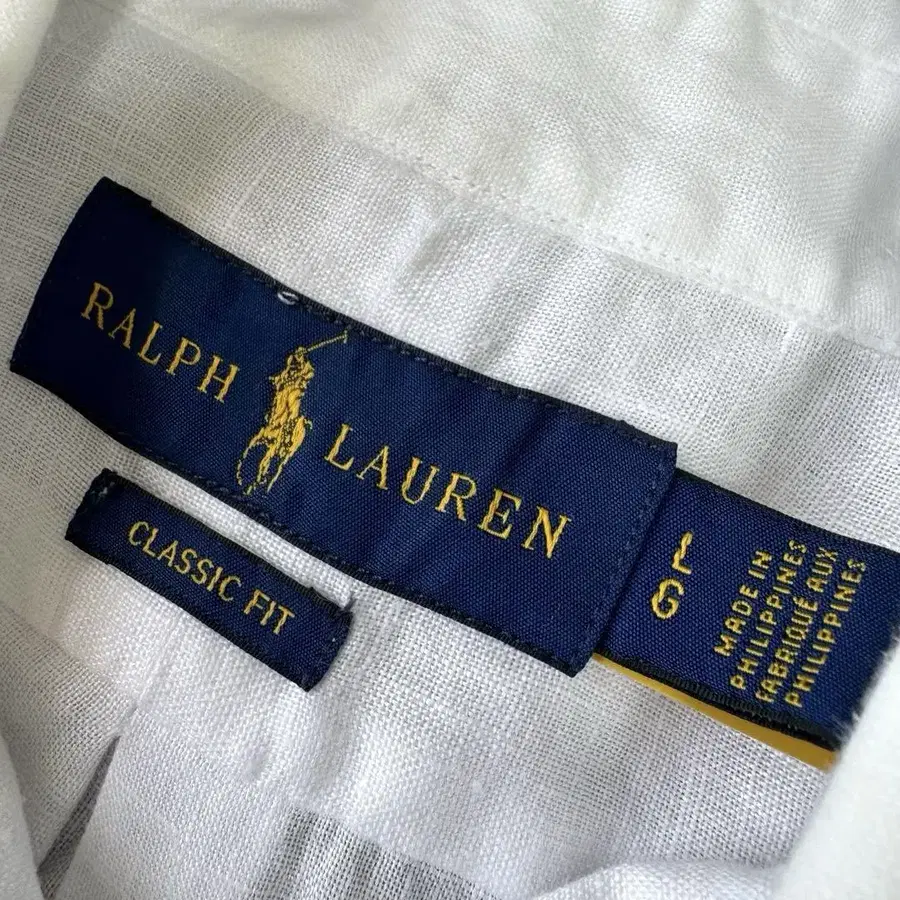 RALPH LAUREN
CLASSIC FIT
L
G
MADE IN
PHILIPPINES
FABRIQUÉ AUX
PHILIPPINES